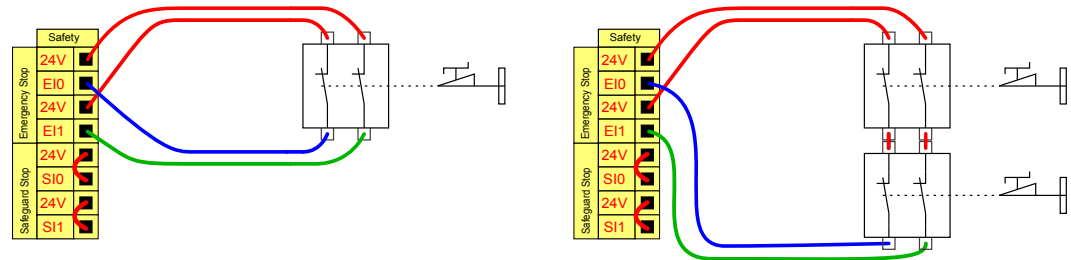 Safety
Emergency Stop
24V
EI0
24V
EI1
Safeguard Stop
24V
SI0
24V
SI1
Safety
Emergency Stop
24V
EI0
24V
EI1
Safeguard Stop
24V
SI0
24V
SI1